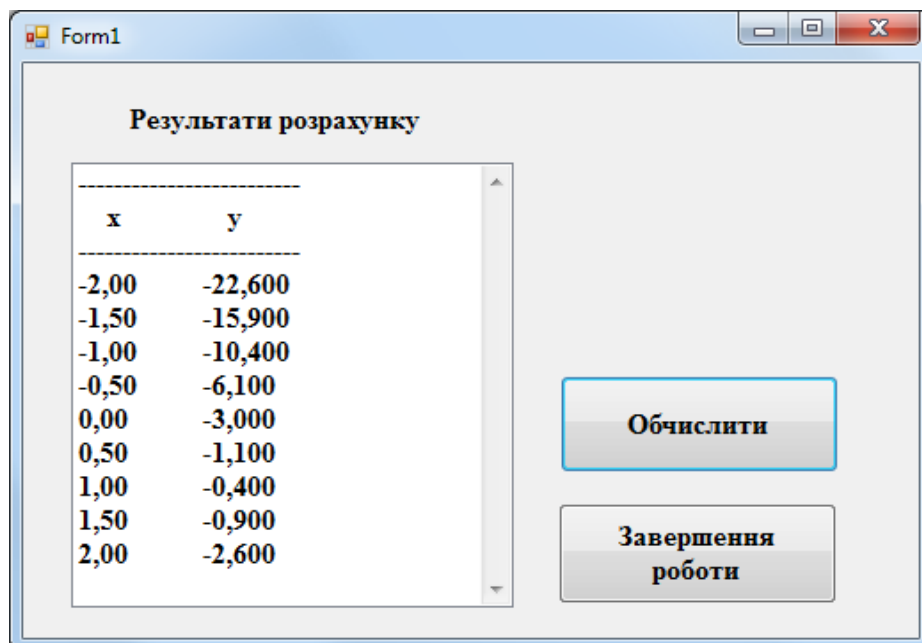 Form1
Результати розрахунку
-------------------------
x y
-------------------------
-2,00 -22,600
-1,50 -15,900
-1,00 -10,400
-0,50 -6,100
0,00 -3,000
0,50 -1,100
1,00 -0,400
1,50 -0,900
2,00 -2,600
Обчислити
Завершення
роботи